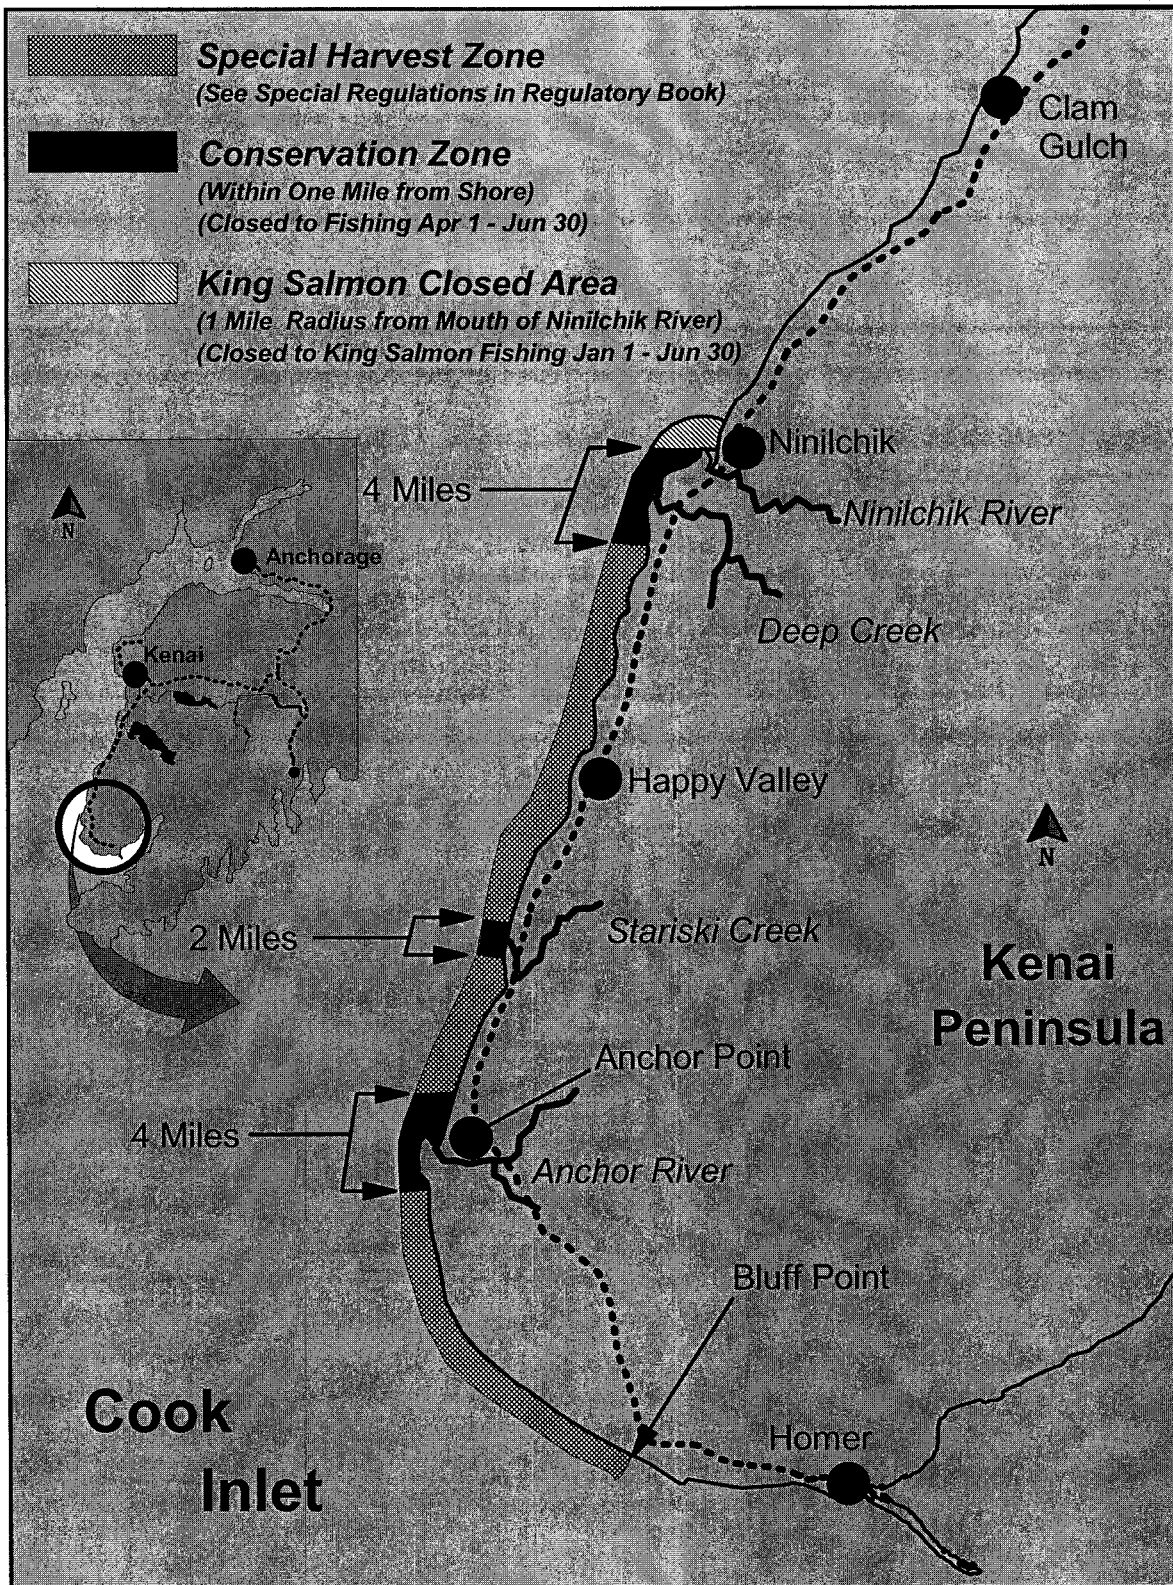 Special Harvest Zone
(See Special Regulations in Regulatory Book)
Conservation Zone
(Within One Mile from Shore)
(Closed to Fishing Apr 1 - Jun 30)
King Salmon Closed Area
(1 Mile Radius from Mouth of Ninilchik River)
(Closed to King Salmon Fishing Jan 1 - Jun 30)
Clam
Gulch
Ninilchik
4 Miles
Ninilchik River
N
Anchorage
Deep Creek
Kenai
Happy Valley
N
Stariski Creek
2 Miles
Kenai
Peninsula
Anchor Point
4 Miles
Anchor River
Bluff Point
Cook
Inlet
Homer